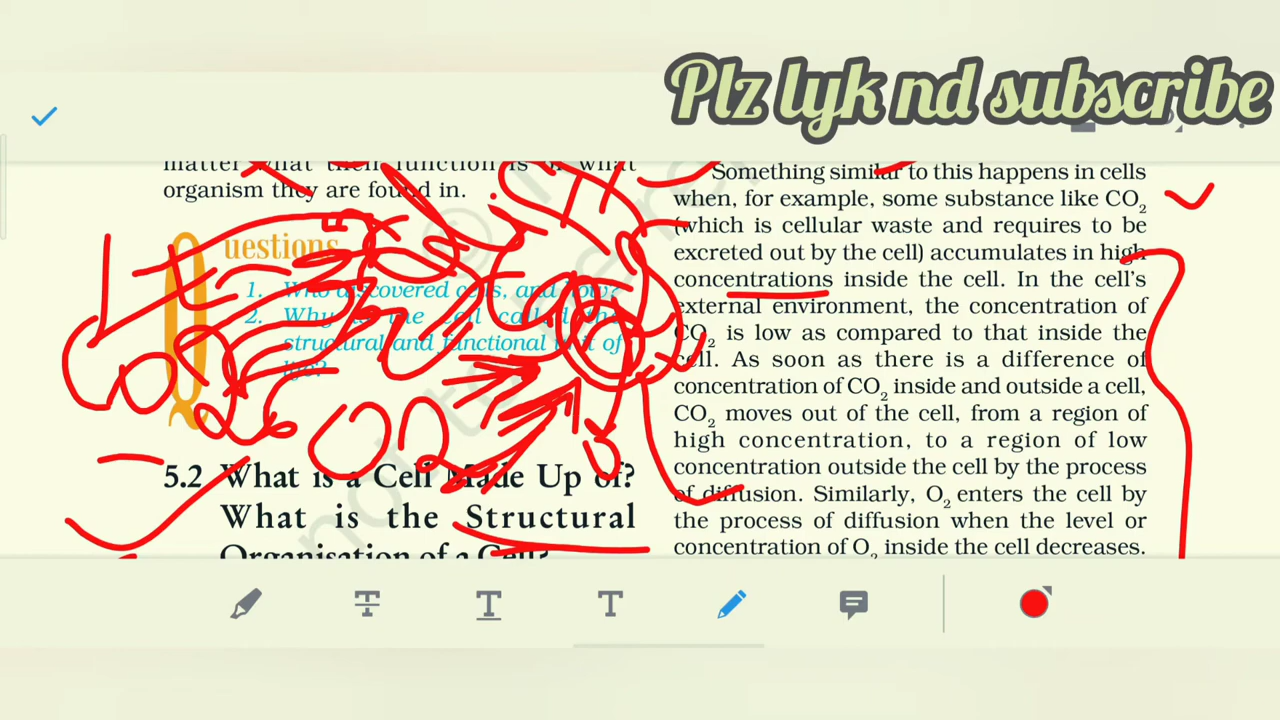 Plz lyk nd subscribe
matter what their function is or what
organism they are found in.
Questions
1. Who discovered cells, and how?
2. Why is the cell called the
structural and functional unit of
life?
5.2 What is a Cell Made Up of?
What is the Structural
Organisation of a Cell?
Something similar to this happens in cells
when, for example, some substance like CO₂
(which is cellular waste and requires to be
excreted out by the cell) accumulates in high
concentrations inside the cell. In the cell's
external environment, the concentration of
CO₂ is low as compared to that inside the
cell. As soon as there is a difference of
concentration of CO₂ inside and outside a cell,
CO₂ moves out of the cell, from a region of
high concentration, to a region of low
concentration outside the cell by the process
of diffusion. Similarly, O₂ enters the cell by
the process of diffusion when the level or
concentration of O₂ inside the cell decreases.